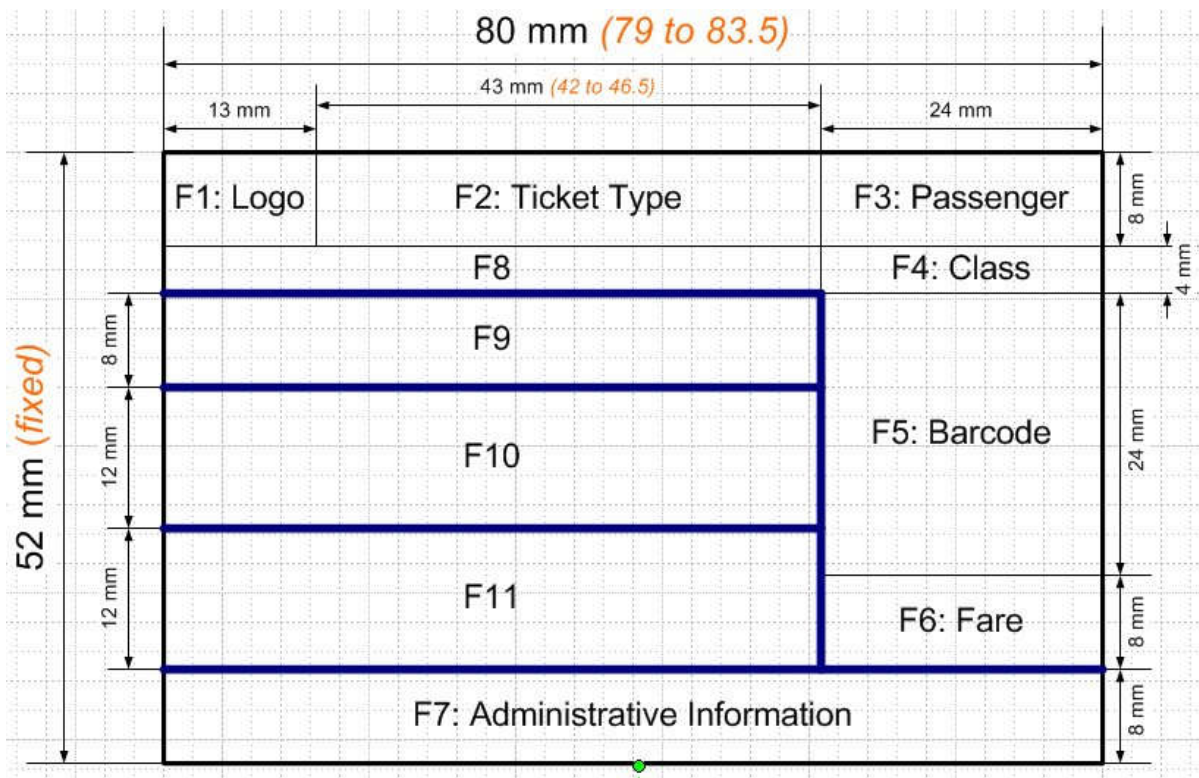 80 mm (79 to 83.5)
43 mm (42 to 46.5)
13 mm
24 mm
F1: Logo
F2: Ticket Type
F3: Passenger
8 mm
F8
F4: Class
4 mm
8 mm
F9
52 mm (fixed)
12 mm
F10
F5: Barcode
24 mm
12 mm
F11
F6: Fare
8 mm
F7: Administrative Information
8 mm